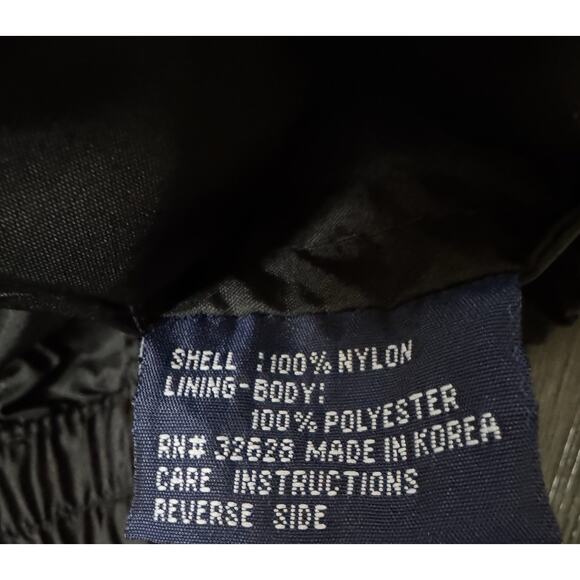 SHELL :100% NYLON
LINING-BODY:
100% POLYESTER
RN# 32628 MADE IN KOREA
CARE INSTRUCTIONS
REVERSE SIDE